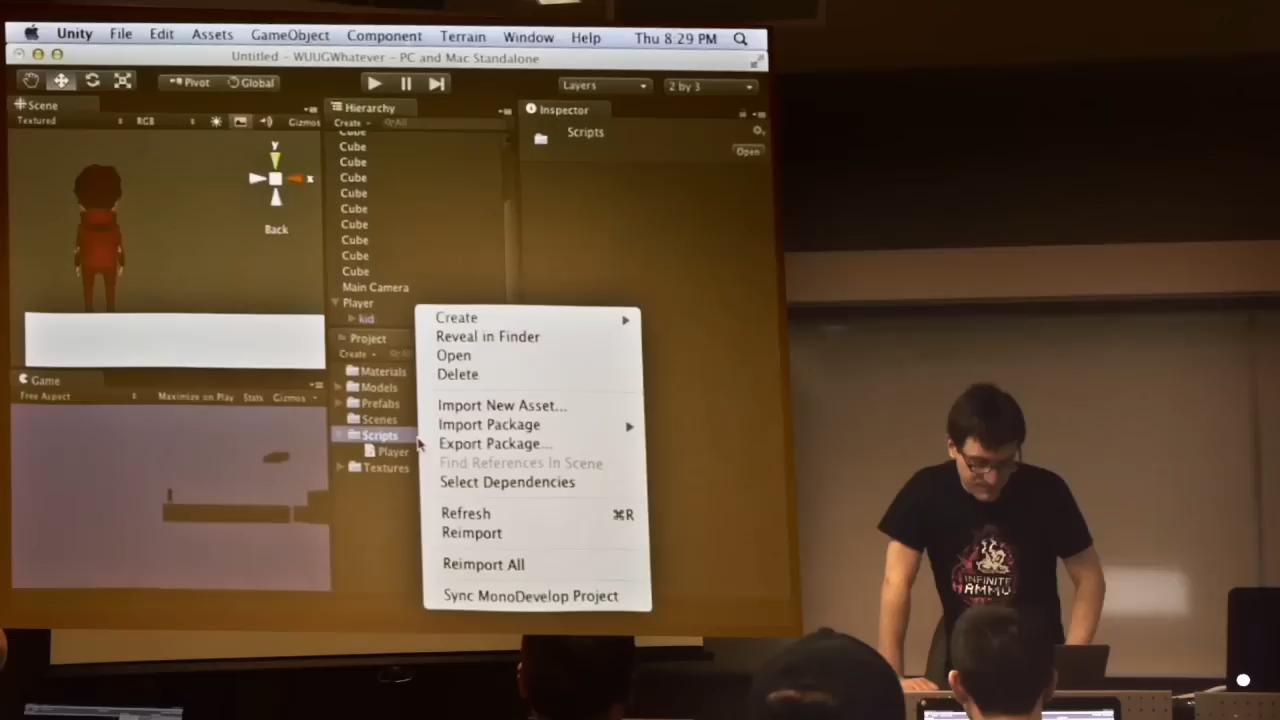 Unity File Edit Assets GameObject Component Terrain Window Help Thu 8:29 PM
Untitled - WUUGWhatever - PC and Mac Standalone
Pivot Global Layers 2 by 3
Scene
Textured RGB Gizmos
y
x
Back
Hierarchy
Create All
Cube
Cube
Cube
Cube
Cube
Cube
Cube
Cube
Cube
Cube
Main Camera
Player
kid
Inspector
Scripts
Open
Project
Create
Materials
Models
Prefabs
Scenes
Scripts
Player
Textures
Game
Free Aspect Maximize on Play Stats Gizmos
Create
Reveal in Finder
Open
Delete
Import New Asset...
Import Package
Export Package...
Find References In Scene
Select Dependencies
Refresh ⌘R
Reimport
Reimport All
Sync MonoDevelop Project
INFINITE
AMMO